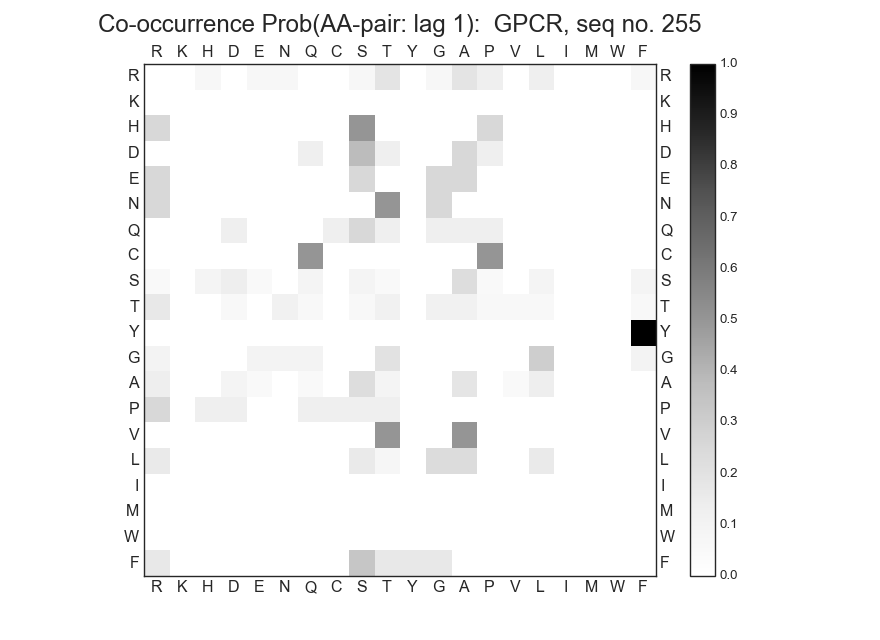 Co-occurrence Prob(AA-pair: lag 1):  GPCR, seq no. 255
R K H D E N Q C S T Y G A P V L I M W F
R R 1.0
K K
H H 0.9
D D
E E 0.8
N N 0.7
Q Q
C C 0.6
S S
T T 0.5
Y Y
G G 0.4
A A
P P 0.3
V V
L L 0.2
I I
M M 0.1
W W
F F 0.0
R K H D E N Q C S T Y G A P V L I M W F